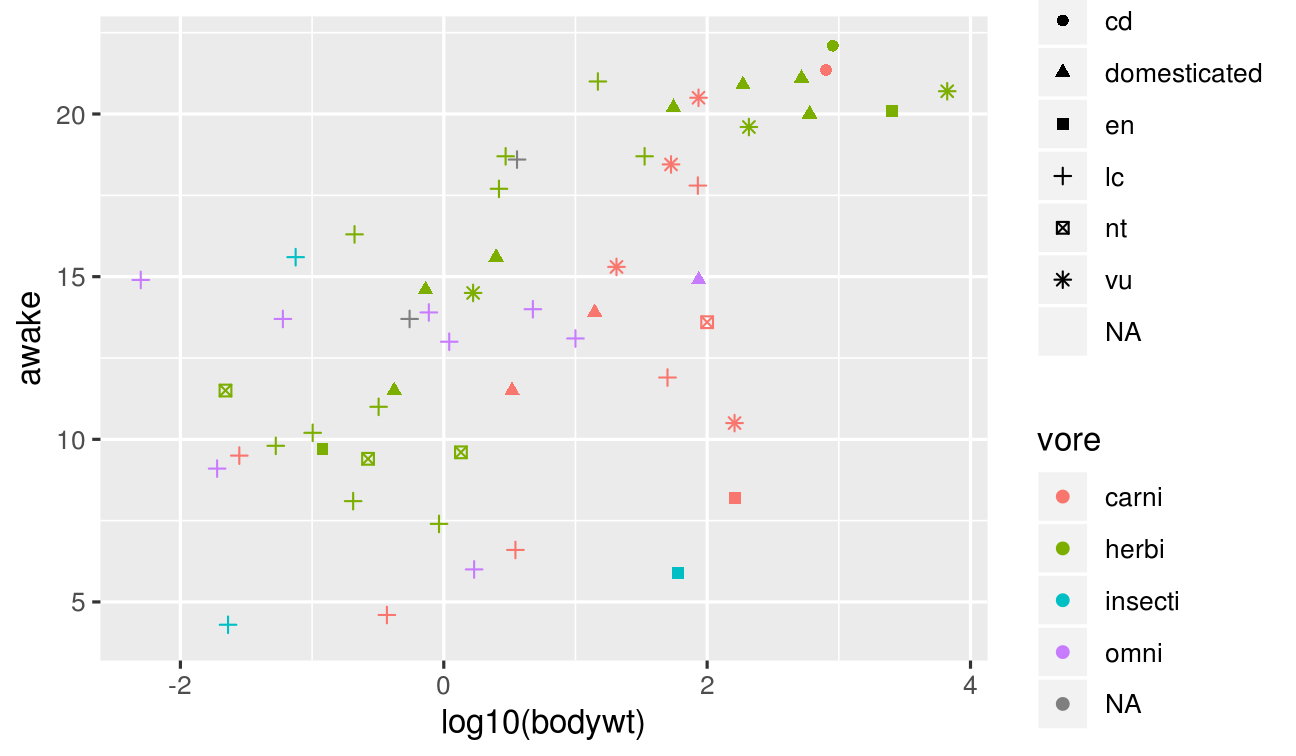 cd
domesticated
en
lc
nt
vu
NA
vore
carni
herbi
insecti
omni
NA
awake
20
15
10
5
-2 0 2 4
log10(bodywt)